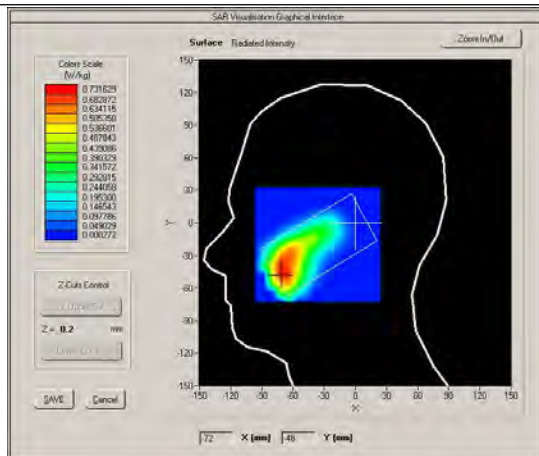 SAR Visualisation Graphical Interface
Surface Radiated Intensity
Zoom In/Out
Colors Scale
(W/kg)
0.731629
0.682872
0.634115
0.585358
0.536601
0.487843
0.439086
0.390329
0.341572
0.292815
0.244058
0.195300
0.146543
0.097786
0.049029
0.000272
150
120
90
60
30
0
-30
-60
-90
-120
-150
Y
-150 -120 -90 -60 -30 0 30 60 90 120 150
X
Z-Cuts Control
Z = 0.2 mm
SAVE Cancel
-72 X (mm) -48 Y (mm)